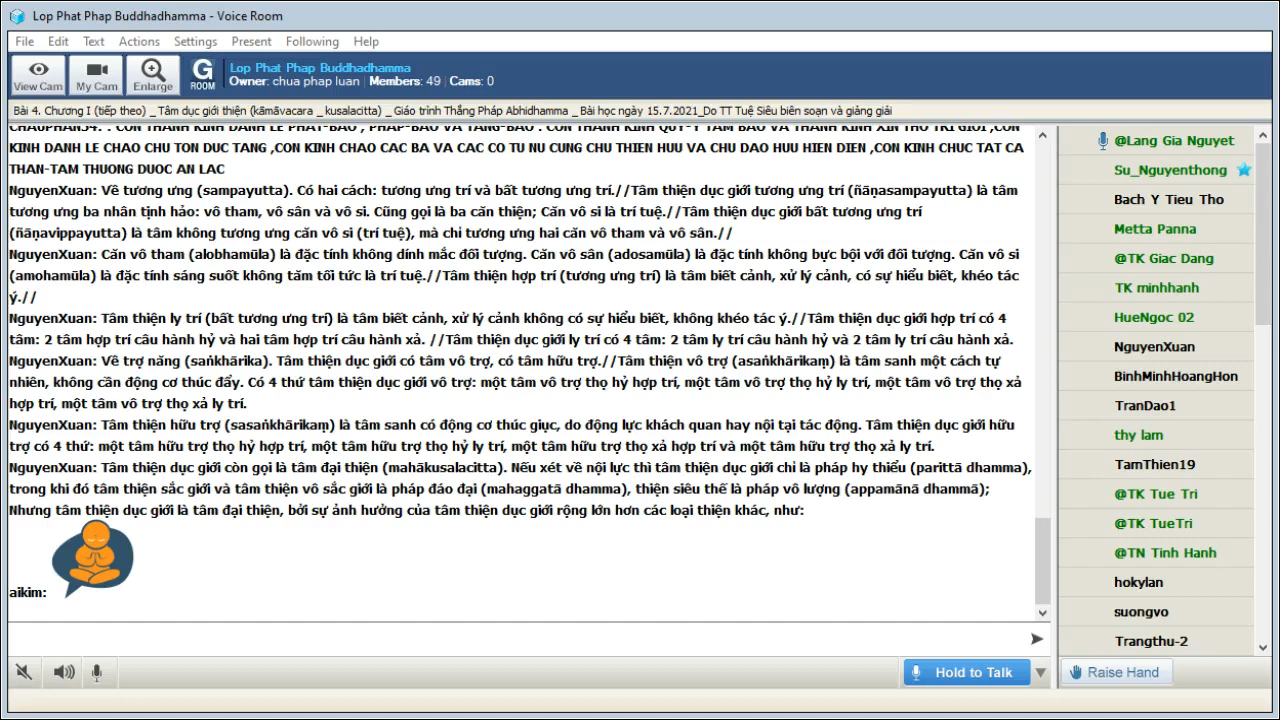 Lop Phat Phap Buddhadhamma - Voice Room
File Edit Text Actions Settings Present Following Help
View Cam My Cam Enlarge G ROOM
Lop Phat Phap Buddhadhamma
Owner: chua phap luan | Members: 49 | Cams: 0
Bài 4. Chương I (tiếp theo) _ Tâm dục giới thiện (kāmāvacara _ kusalacitta) _ Giáo trình Thắng Pháp Abhidhamma _ Bài học ngày 15.7.2021_Do TT Tuệ Siêu biên soạn và giảng giải
CHAUPHAN54. : CON THANH KINH DANH LE PHAT-BAO , PHAP-BAO VA TANG-BAO . CON THANH KINH QUY-Y TAM BAO VA THANH KINH XIN THO TRI GIOI ,CON
KINH DANH LE CHAO CHU TON DUC TANG ,CON KINH CHAO CAC BA VA CAC CO TU NU CUNG CHU THIEN HUU VA CHU DAO HUU HIEN DIEN ,CON KINH CHUC TAT CA
THAN-TAM THUONG DUOC AN LAC
NguyenXuan: Về tương ưng (sampayutta). Có hai cách: tương ưng trí và bất tương ưng trí.//Tâm thiện dục giới tương ưng trí (ñāṇasampayutta) là tâm
tương ưng ba nhân tịnh hảo: vô tham, vô sân và vô si. Cũng gọi là ba căn thiện; Căn vô si là trí tuệ.//Tâm thiện dục giới bất tương ưng trí
(ñāṇavippayutta) là tâm không tương ưng căn vô si (trí tuệ), mà chỉ tương ưng hai căn vô tham và vô sân.//
NguyenXuan: Căn vô tham (alobhamūla) là đặc tính không dính mắc đối tượng. Căn vô sân (adosamūla) là đặc tính không bực bội với đối tượng. Căn vô si
(amohamūla) là đặc tính sáng suốt không tăm tối tức là trí tuệ.//Tâm thiện hợp trí (tương ưng trí) là tâm biết cảnh, xử lý cảnh, có sự hiểu biết, khéo tác
ý.//
NguyenXuan: Tâm thiện ly trí (bất tương ưng trí) là tâm biết cảnh, xử lý cảnh không có sự hiểu biết, không khéo tác ý.//Tâm thiện dục giới hợp trí có 4
tâm: 2 tâm hợp trí câu hành hỷ và hai tâm hợp trí câu hành xả. //Tâm thiện dục giới ly trí có 4 tâm: 2 tâm ly trí câu hành hỷ và 2 tâm ly trí câu hành xả.
NguyenXuan: Về trợ năng (saṅkhārika). Tâm thiện dục giới có tâm vô trợ, có tâm hữu trợ.//Tâm thiện vô trợ (asaṅkhārikaṃ) là tâm sanh một cách tự
nhiên, không cần động cơ thúc đẩy. Có 4 thứ tâm thiện dục giới vô trợ: một tâm vô trợ thọ hỷ hợp trí, một tâm vô trợ thọ hỷ ly trí, một tâm vô trợ thọ xả
hợp trí, một tâm vô trợ thọ xả ly trí.
NguyenXuan: Tâm thiện hữu trợ (sasaṅkhārikaṃ) là tâm sanh có động cơ thúc giục, do động lực khách quan hay nội tại tác động. Tâm thiện dục giới hữu
trợ có 4 thứ: một tâm hữu trợ thọ hỷ hợp trí, một tâm hữu trợ thọ hỷ ly trí, một tâm hữu trợ thọ xả hợp trí và một tâm hữu trợ thọ xả ly trí.
NguyenXuan: Tâm thiện dục giới còn gọi là tâm đại thiện (mahākusalacitta). Nếu xét về nội lực thì tâm thiện dục giới chỉ là pháp hy thiểu (parittā dhamma),
trong khi đó tâm thiện sắc giới và tâm thiện vô sắc giới là pháp đáo đại (mahaggatā dhamma), thiện siêu thế là pháp vô lượng (appamānā dhammā);
Nhưng tâm thiện dục giới là tâm đại thiện, bởi sự ảnh hưởng của tâm thiện dục giới rộng lớn hơn các loại thiện khác, như:
aikim:
@Lang Gia Nguyet
Su_Nguyenthong
Bach Y Tieu Tho
Metta Panna
@TK Giac Dang
TK minhhanh
HueNgoc 02
NguyenXuan
BinhMinhHoangHon
TranDao1
thy lam
TamThien19
@TK Tue Tri
@TK TueTri
@TN Tinh Hanh
hokylan
suongvo
Trangthu-2
Hold to Talk
Raise Hand